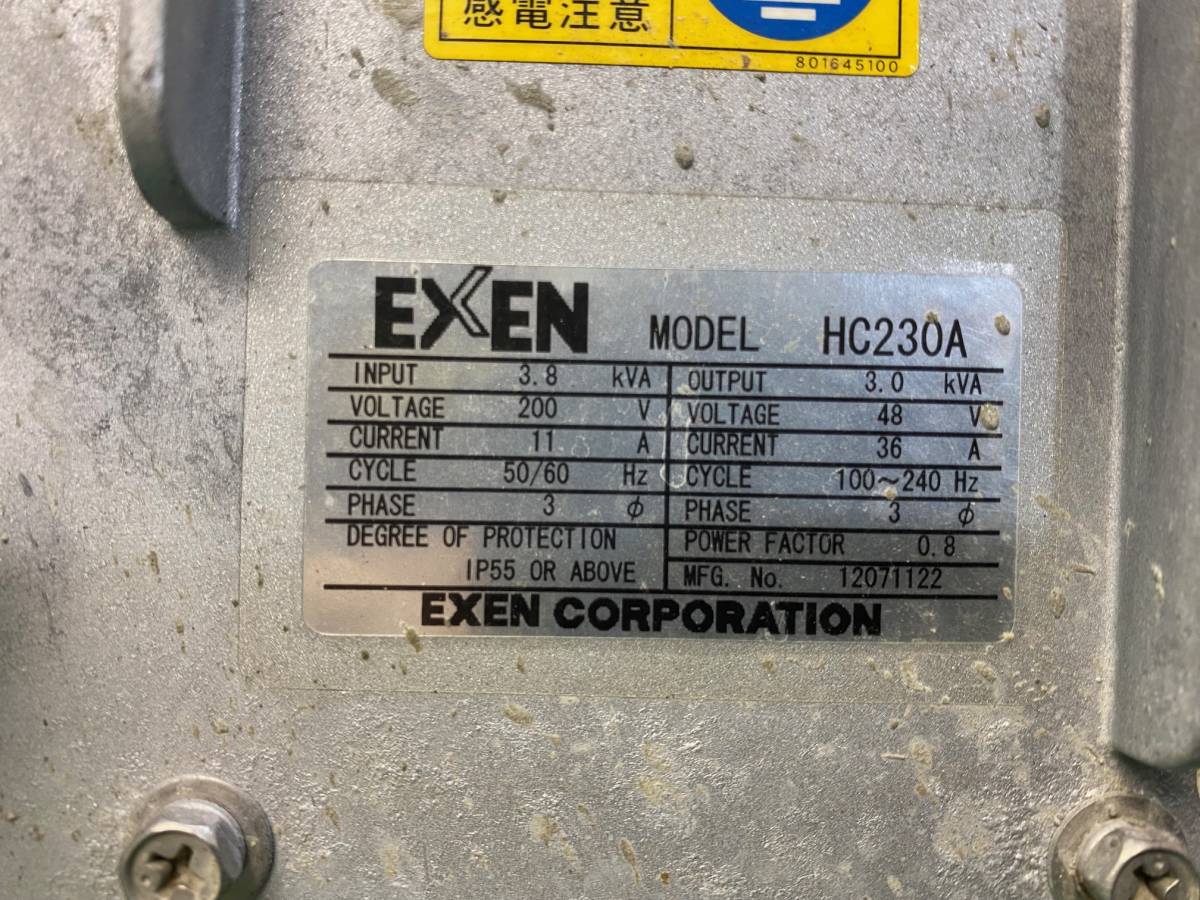 感電注意
801645100
EXEN MODEL HC230A
INPUT 3.8 kVA OUTPUT 3.0 kVA
VOLTAGE 200 V VOLTAGE 48 V
CURRENT 11 A CURRENT 36 A
CYCLE 50/60 Hz CYCLE 100～240 Hz
PHASE 3 φ PHASE 3 φ
DEGREE OF PROTECTION POWER FACTOR 0.8
IP55 OR ABOVE MFG. No. 12071122
EXEN CORPORATION